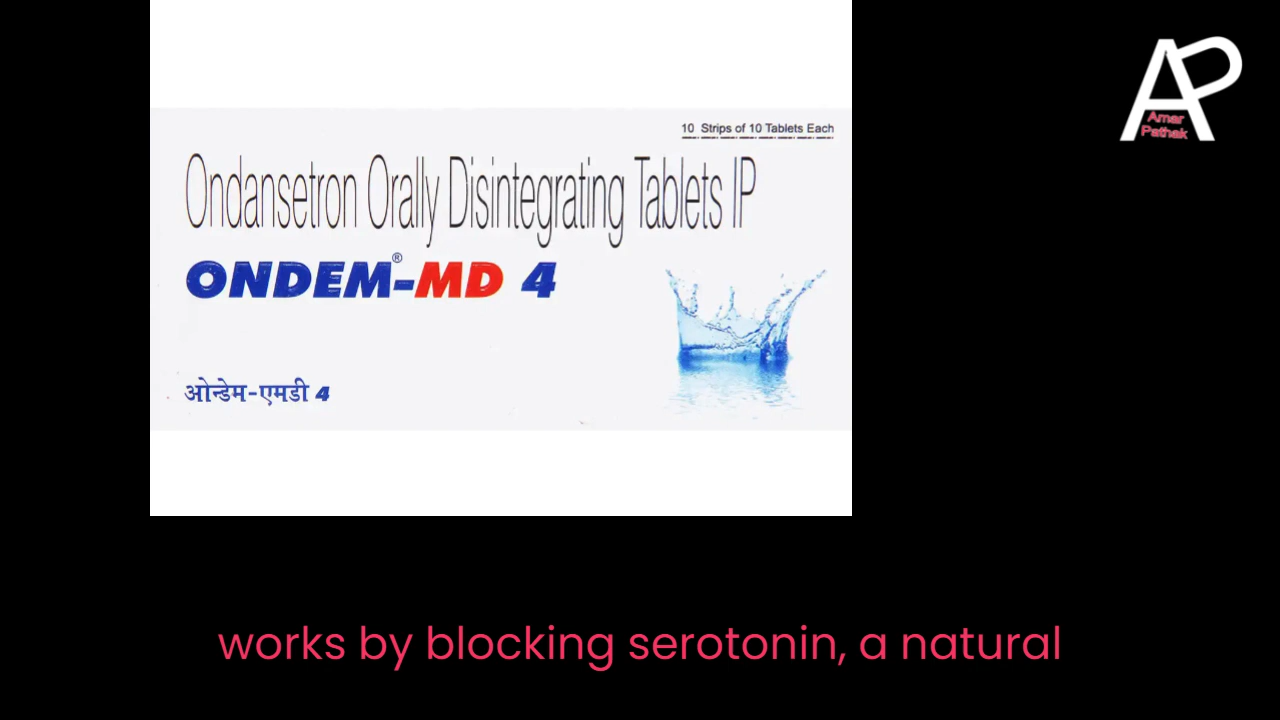 10 Strips of 10 Tablets Each
Ondansetron Orally Disintegrating Tablets IP
ONDEM®-MD 4
ओन्डेम-एमडी 4
AP
Amar
Pathak
works by blocking serotonin, a natural